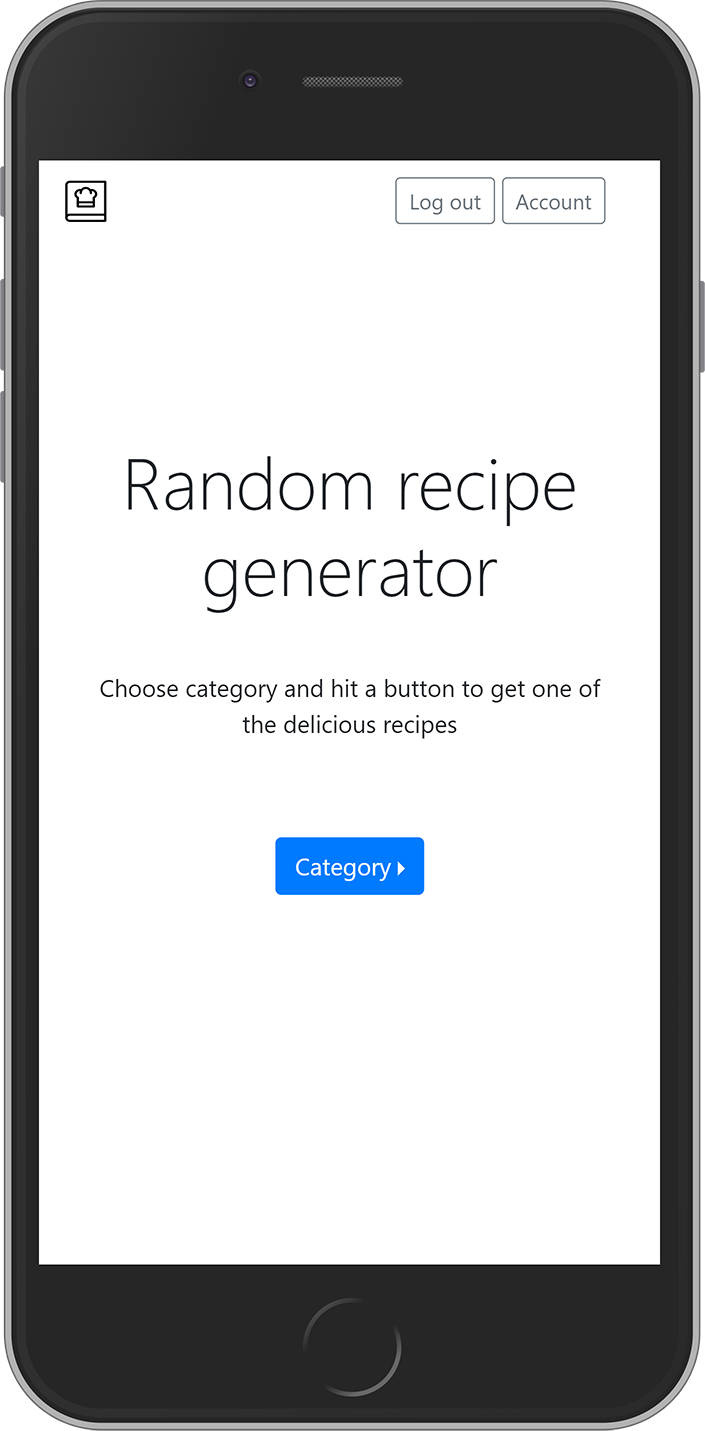 Log out Account
Random recipe
generator
Choose category and hit a button to get one of
the delicious recipes
Category